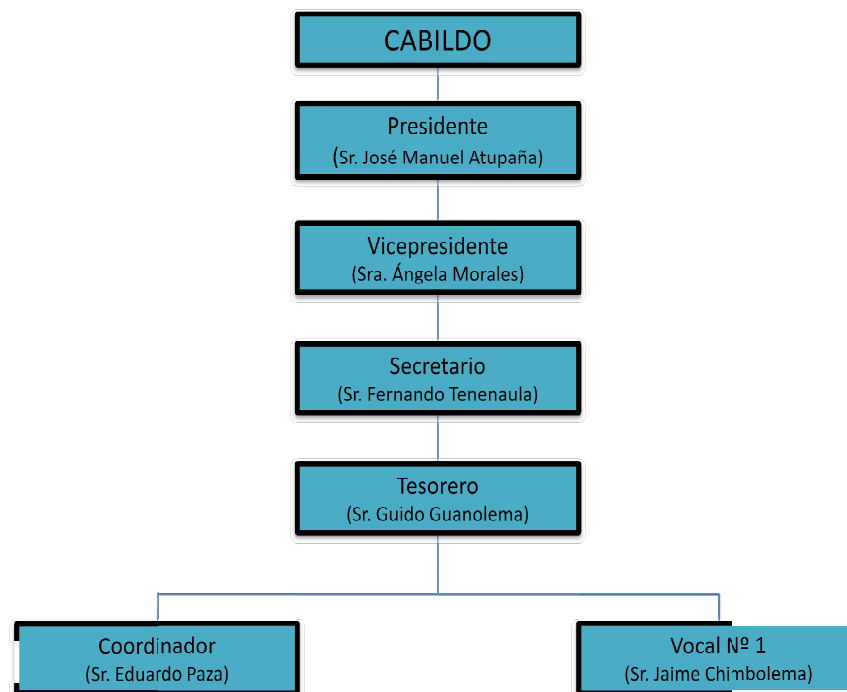 CABILDO
Presidente
(Sr. José Manuel Atupaña)
Vicepresidente
(Sra. Ángela Morales)
Secretario
(Sr. Fernando Tenenaula)
Tesorero
(Sr. Guido Guanolema)
Coordinador
(Sr. Eduardo Paza)
Vocal Nº 1
(Sr. Jaime Chimbolema)